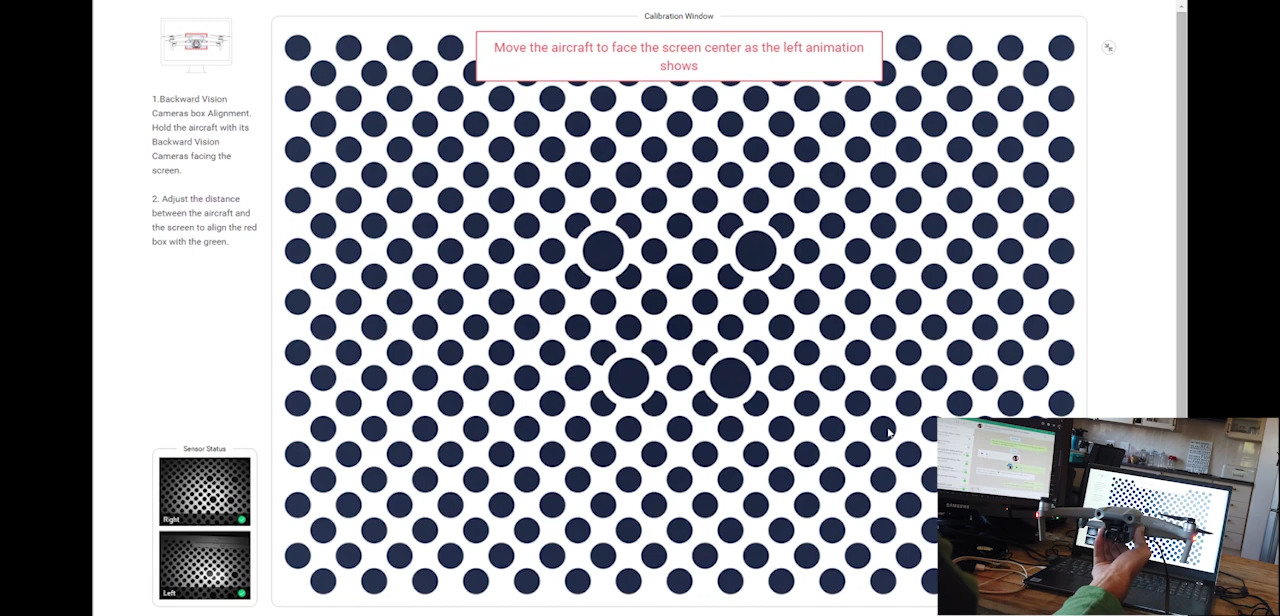 Calibration Window
Move the aircraft to face the screen center as the left animation
shows
1.Backward Vision
Cameras box Alignment.
Hold the aircraft with its
Backward Vision
Cameras facing the
screen.
2. Adjust the distance
between the aircraft and
the screen to align the red
box with the green.
Sensor Status
Right
Left
SAMSUNG